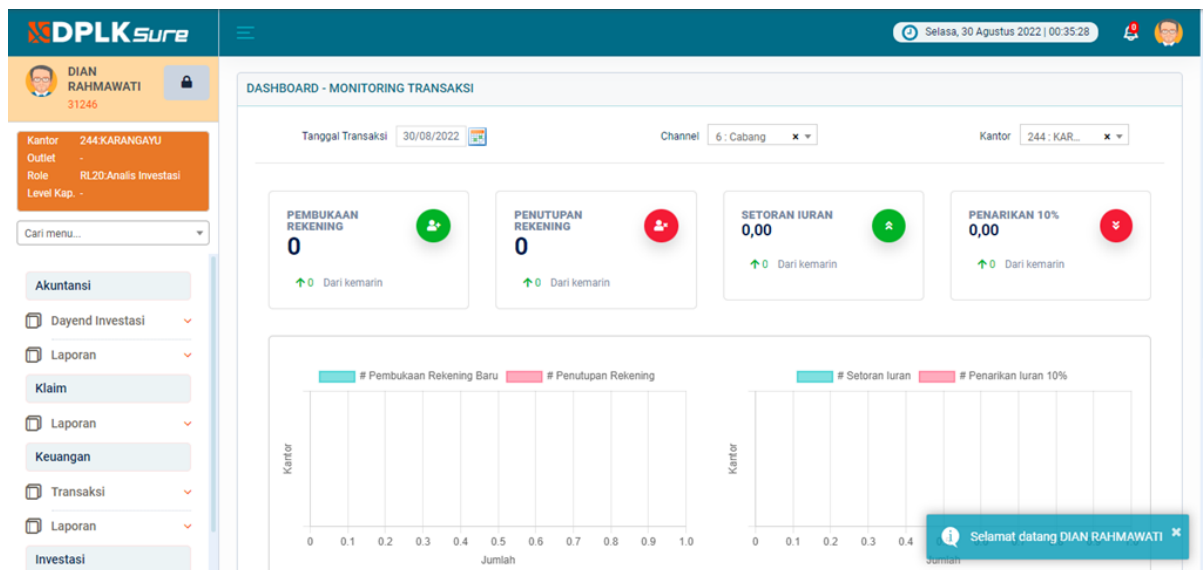 DPLK Sure
Selasa, 30 Agustus 2022 | 00:35:28
DIAN
RAHMAWATI
31246
Kantor 244:KARANGAYU
Outlet -
Role RL20:Analis Investasi
Level Kap. -
Cari menu...
Akuntansi
Dayend Investasi
Laporan
Klaim
Laporan
Keuangan
Transaksi
Laporan
Investasi
DASHBOARD - MONITORING TRANSAKSI
Tanggal Transaksi 30/08/2022
Channel 6 : Cabang x
Kantor 244 : KAR... x
PEMBUKAAN
REKENING
0
0 Dari kemarin
PENUTUPAN
REKENING
0
0 Dari kemarin
SETORAN IURAN
0,00
0 Dari kemarin
PENARIKAN 10%
0,00
0 Dari kemarin
# Pembukaan Rekening Baru # Penutupan Rekening
Kantor
0 0.1 0.2 0.3 0.4 0.5 0.6 0.7 0.8 0.9 1.0
Jumlah
# Setoran Iuran # Penarikan Iuran 10%
Kantor
0 0.1 0.2 0.3 0.4
Jumlah
Selamat datang DIAN RAHMAWATI ×